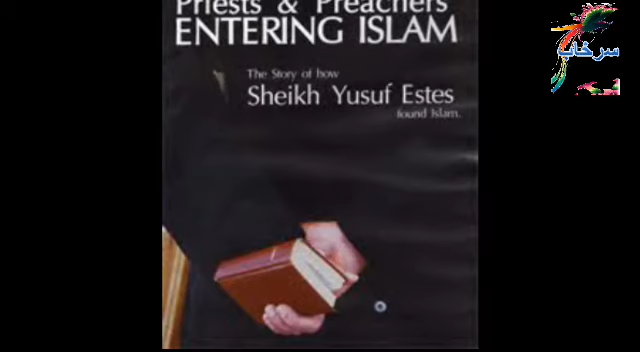 Priests & Preachers
ENTERING ISLAM
The Story of how
Sheikh Yusuf Estes
found Islam.
سرخاب